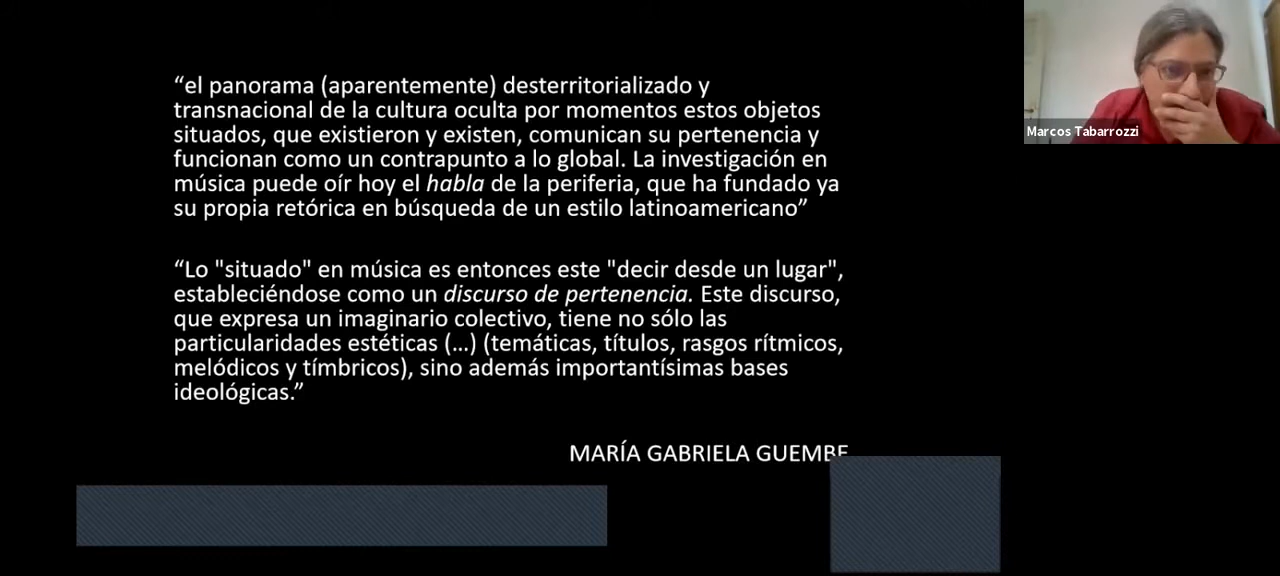 “el panorama (aparentemente) desterritorializado y
transnacional de la cultura oculta por momentos estos objetos
situados, que existieron y existen, comunican su pertenencia y
funcionan como un contrapunto a lo global. La investigación en
música puede oír hoy el habla de la periferia, que ha fundado ya
su propia retórica en búsqueda de un estilo latinoamericano”
“Lo "situado" en música es entonces este "decir desde un lugar",
estableciéndose como un discurso de pertenencia. Este discurso,
que expresa un imaginario colectivo, tiene no sólo las
particularidades estéticas (…) (temáticas, títulos, rasgos rítmicos,
melódicos y tímbricos), sino además importantísimas bases
ideológicas.”
MARÍA GABRIELA GUEMBE
Marcos Tabarrozzi